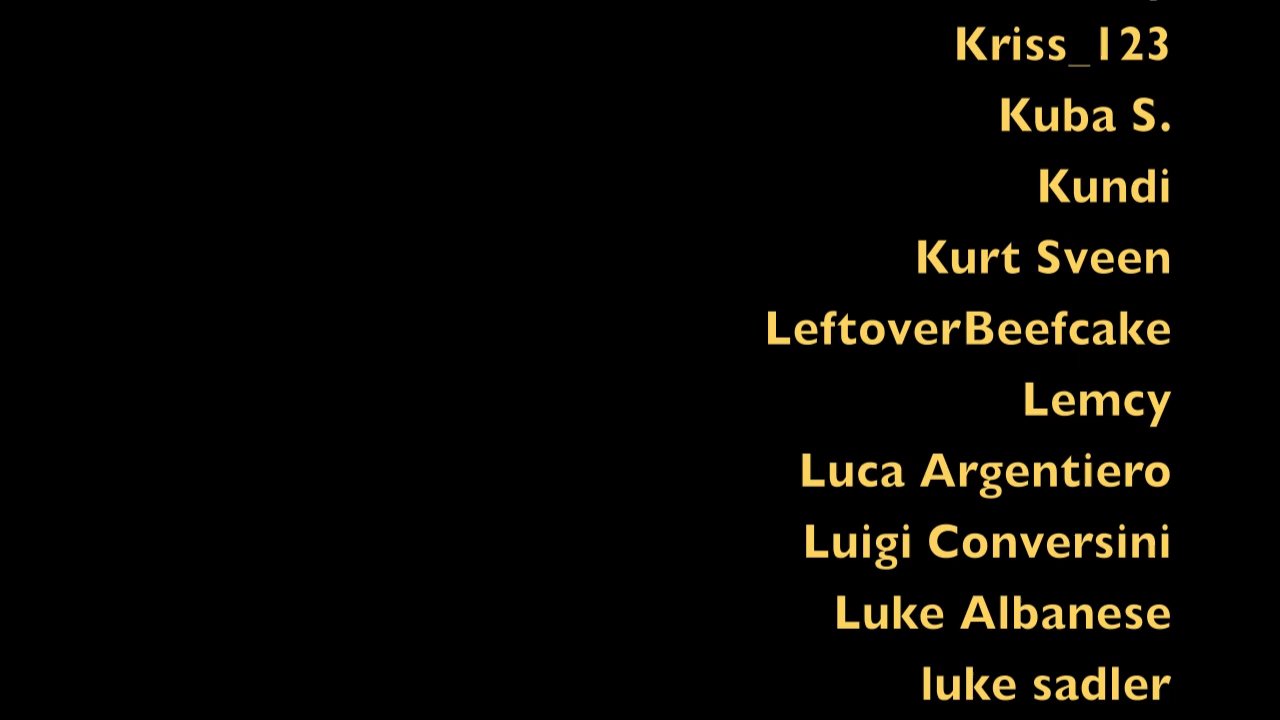 Kriss_123
Kuba S.
Kundi
Kurt Sveen
LeftoverBeefcake
Lemcy
Luca Argentiero
Luigi Conversini
Luke Albanese
luke sadler